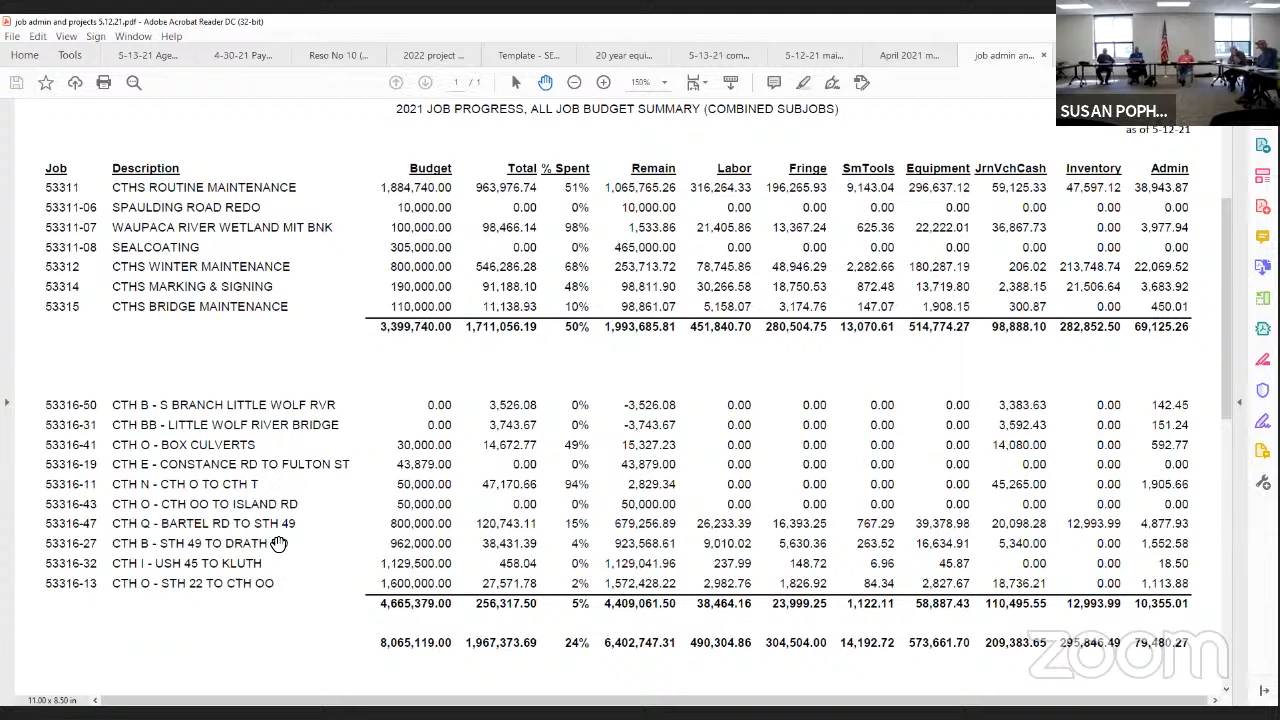 job admin and projects 5.12.21.pdf - Adobe Acrobat Reader DC (32-bit)
File Edit View Sign Window Help
Home Tools 5-13-21 Age... 4-30-21 Pay... Reso No 10 (... 2022 project ... Templ... 20 year equi... 5-13-21 com... 5-12-21 mai... April 2021 m... job admin an... ×
1 / 1 150%
SUSAN POPH...
2021 JOB PROGRESS, ALL JOB BUDGET SUMMARY (COMBINED SUBJOBS)
as of 5-12-21
Job Description Budget Total % Spent Remain Labor Fringe SmTools Equipment JrnVchCash Inventory Admin
53311 CTHS ROUTINE MAINTENANCE 1,884,740.00 963,976.74 51% 1,065,765.26 316,264.33 196,265.93 9,143.04 296,637.12 59,125.33 47,597.12 38,943.87
53311-06 SPAULDING ROAD REDO 10,000.00 0.00 0% 10,000.00 0.00 0.00 0.00 0.00 0.00 0.00 0.00
53311-07 WAUPACA RIVER WETLAND MIT BNK 100,000.00 98,466.14 98% 1,533.86 21,405.86 13,367.24 625.36 22,222.01 36,867.73 0.00 3,977.94
53311-08 SEALCOATING 305,000.00 0.00 0% 465,000.00 0.00 0.00 0.00 0.00 0.00 0.00 0.00
53312 CTHS WINTER MAINTENANCE 800,000.00 546,286.28 68% 253,713.72 78,745.86 48,946.29 2,282.66 180,287.19 206.02 213,748.74 22,069.52
53314 CTHS MARKING & SIGNING 190,000.00 91,188.10 48% 98,811.90 30,266.58 18,750.53 872.48 13,719.80 2,388.15 21,506.64 3,683.92
53315 CTHS BRIDGE MAINTENANCE 110,000.00 11,138.93 10% 98,861.07 5,158.07 3,174.76 147.07 1,908.15 300.87 0.00 450.01
3,399,740.00 1,711,056.19 50% 1,993,685.81 451,840.70 280,504.75 13,070.61 514,774.27 98,888.10 282,852.50 69,125.26
53316-50 CTH B - S BRANCH LITTLE WOLF RVR 0.00 3,526.08 0% -3,526.08 0.00 0.00 0.00 0.00 3,383.63 0.00 142.45
53316-31 CTH BB - LITTLE WOLF RIVER BRIDGE 0.00 3,743.67 0% -3,743.67 0.00 0.00 0.00 0.00 3,592.43 0.00 151.24
53316-41 CTH O - BOX CULVERTS 30,000.00 14,672.77 49% 15,327.23 0.00 0.00 0.00 0.00 14,080.00 0.00 592.77
53316-19 CTH E - CONSTANCE RD TO FULTON ST 43,879.00 0.00 0% 43,879.00 0.00 0.00 0.00 0.00 0.00 0.00 0.00
53316-11 CTH N - CTH O TO CTH T 50,000.00 47,170.66 94% 2,829.34 0.00 0.00 0.00 0.00 45,265.00 0.00 1,905.66
53316-43 CTH O - CTH OO TO ISLAND RD 50,000.00 0.00 0% 50,000.00 0.00 0.00 0.00 0.00 0.00 0.00 0.00
53316-47 CTH Q - BARTEL RD TO STH 49 800,000.00 120,743.11 15% 679,256.89 26,233.39 16,393.25 767.29 39,378.98 20,098.28 12,993.99 4,877.93
53316-27 CTH B - STH 49 TO DRATH 962,000.00 38,431.39 4% 923,568.61 9,010.02 5,630.36 263.52 16,634.91 5,340.00 0.00 1,552.58
53316-32 CTH I - USH 45 TO KLUTH 1,129,500.00 458.04 0% 1,129,041.96 237.99 148.72 6.96 45.87 0.00 0.00 18.50
53316-13 CTH O - STH 22 TO CTH OO 1,600,000.00 27,571.78 2% 1,572,428.22 2,982.76 1,826.92 84.34 2,827.67 18,736.21 0.00 1,113.88
4,665,379.00 256,317.50 5% 4,409,061.50 38,464.16 23,999.25 1,122.11 58,887.43 110,495.55 12,993.99 10,355.01
8,065,119.00 1,967,373.69 24% 6,402,747.31 490,304.86 304,504.00 14,192.72 573,661.70 209,383.65 295,846.49 79,480.27
zoom
11.00 x 8.50 in